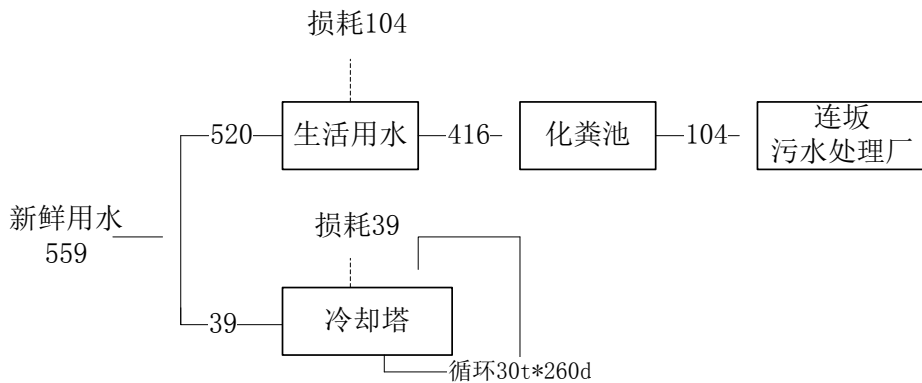 损耗104
520
生活用水
416
化粪池
104
连坂
污水处理厂
新鲜用水
559
损耗39
39
冷却塔
循环30t*260d